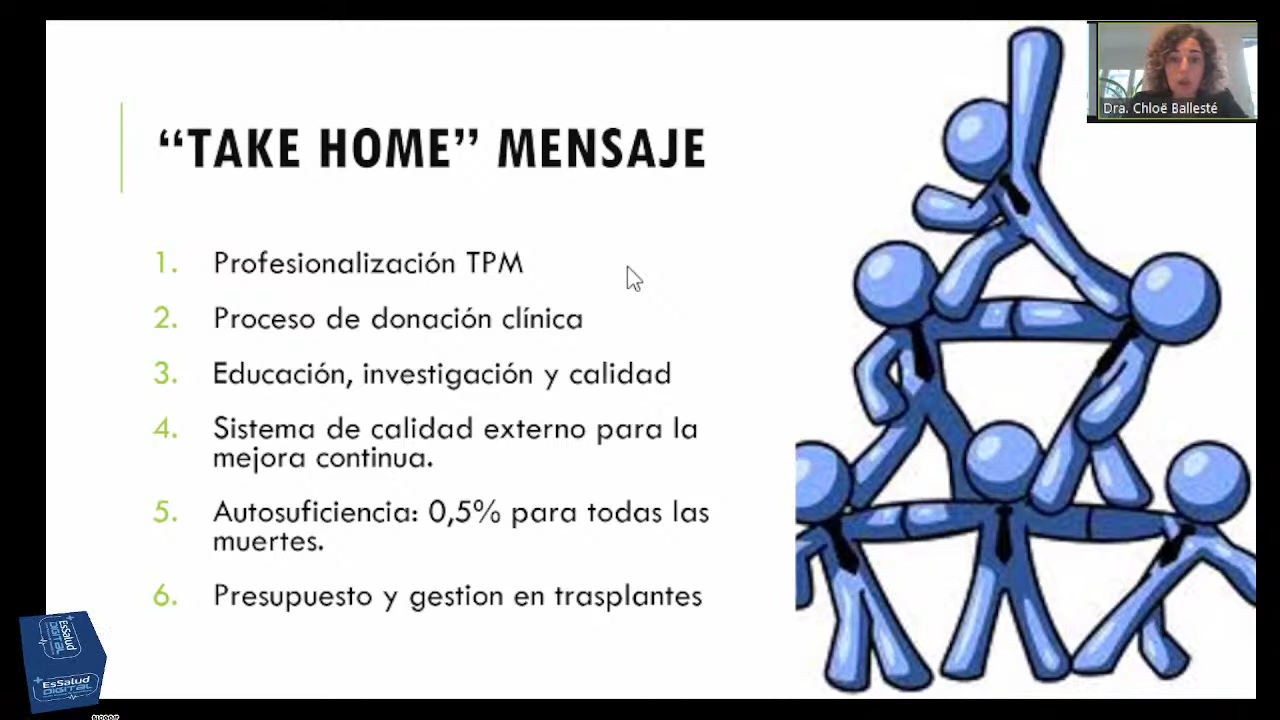 Dra. Chloë Ballesté
“TAKE HOME” MENSAJE
1. Profesionalización TPM
2. Proceso de donación clínica
3. Educación, investigación y calidad
4. Sistema de calidad externo para la
mejora continua.
5. Autosuficiencia: 0,5% para todas las
muertes.
6. Presupuesto y gestion en trasplantes
EsSalud
DIGITAL
EsSalud
DIGITAL